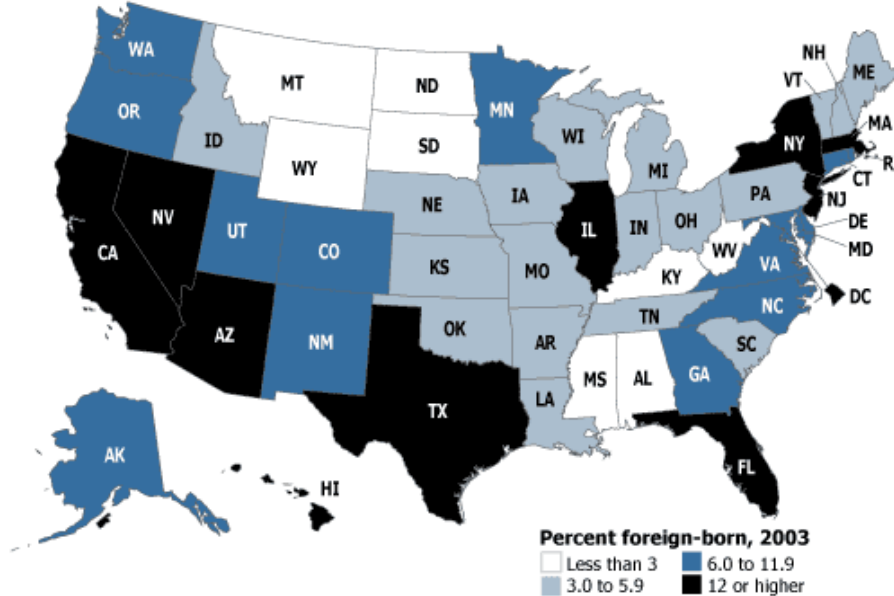 WA
MT
ND
MN
OR
ID
SD
WY
WI
MI
NH
VT
ME
NY
MA
R
CT
NV
UT
CO
NE
IA
IL
IN
OH
PA
NJ
DE
MD
CA
KS
MO
WV
KY
VA
DC
AZ
NM
OK
AR
TN
NC
SC
TX
LA
MS
AL
GA
FL
AK
HI
Percent foreign-born, 2003
Less than 3
6.0 to 11.9
3.0 to 5.9
12 or higher